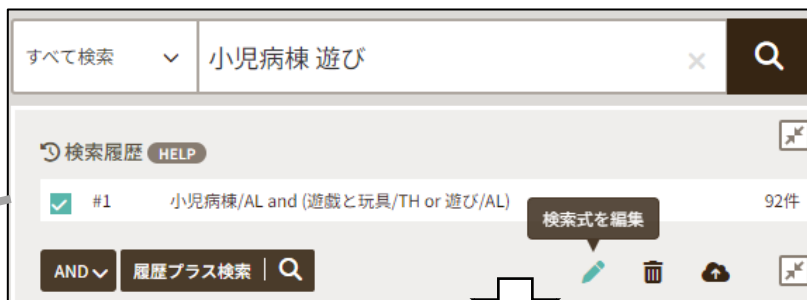 すべて検索 小児病棟 遊び
検索履歴 HELP
#1 小児病棟/AL and (遊戯と玩具/TH or 遊び/AL) 92件
検索式を編集
AND 履歴プラス検索